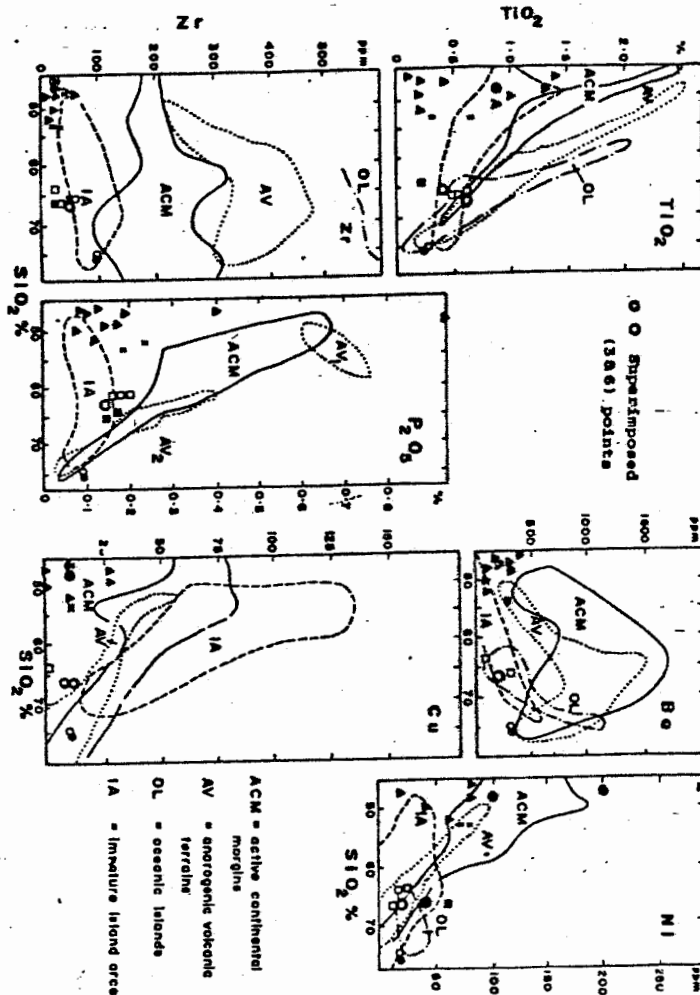 TiO2
%
0·5
1·0
1·5
2·0
ACM
AV
OL
TiO2
Zr
ppm
100
200
300
400
500
IA
ACM
AV
OL
Zr
60
70
SiO2 %
O O Superimposed
(3&6) points
P2O5
%
0
0·1
0·2
0·3
0·4
0·5
0·6
0·7
0·8
IA
ACM
AV1
AV2
60
70
ppm
500
1000
1500
50
60
70
IA
AV
ACM
OL
Cu
50
75
100
125
150
ACM
AV
IA
50
60
70
SiO2 %
Ni
ppm
50
100
150
200
IA
AV
ACM
OL
50
60
70
SiO2 %
ACM = active continental
margins
AV = anorogenic volcanic
terrains
OL = oceanic islands
IA = immature island arcs